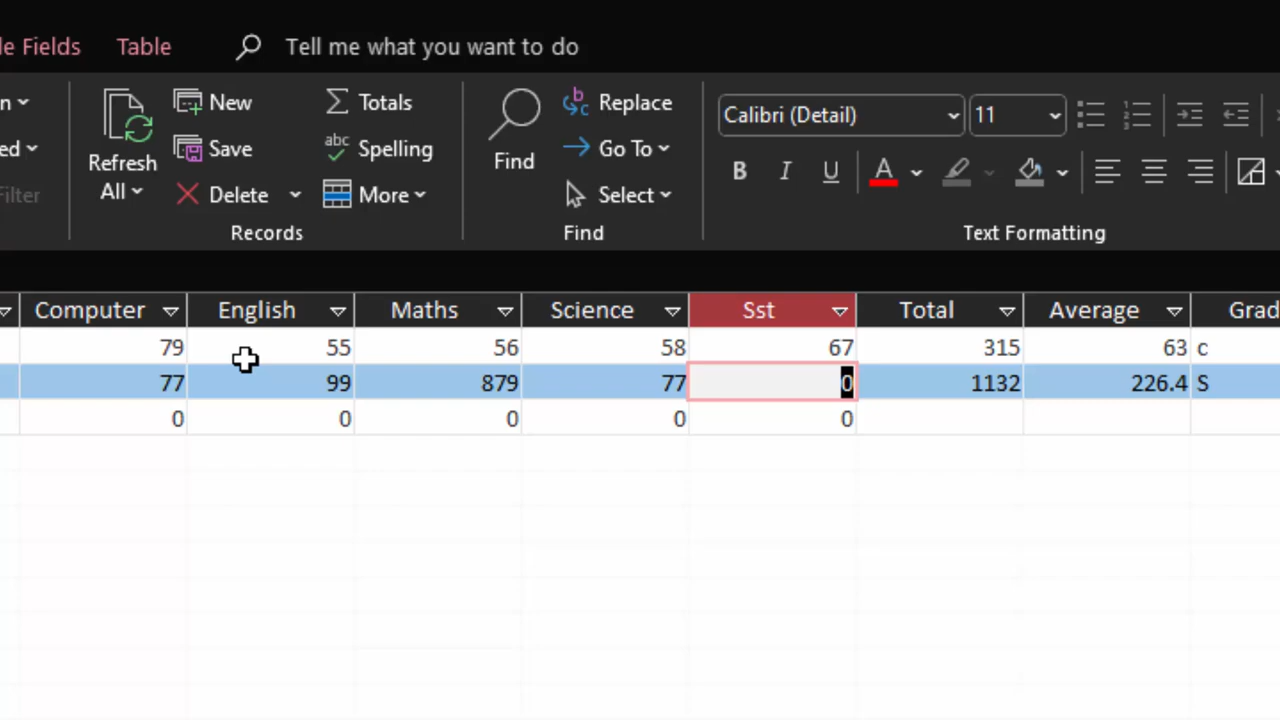 le Fields Table Tell me what you want to do
n New Totals Replace Calibri (Detail) 11
Refresh All
ed Save Spelling Find Go To
Filter Delete More Select B I U A
Records Find Text Formatting
Computer English Maths Science Sst Total Average Grad
79 55 56 58 67 315 63 c
77 99 879 77 0 1132 226.4 S
0 0 0 0 0